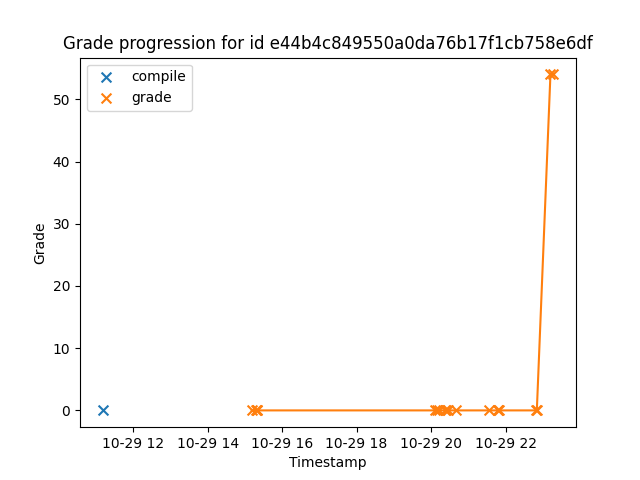 Grade progression for id e44b4c849550a0da76b17f1cb758e6df
compile
grade
50
40
30
20
10
0
Grade
10-29 12 10-29 14 10-29 16 10-29 18 10-29 20 10-29 22
Timestamp